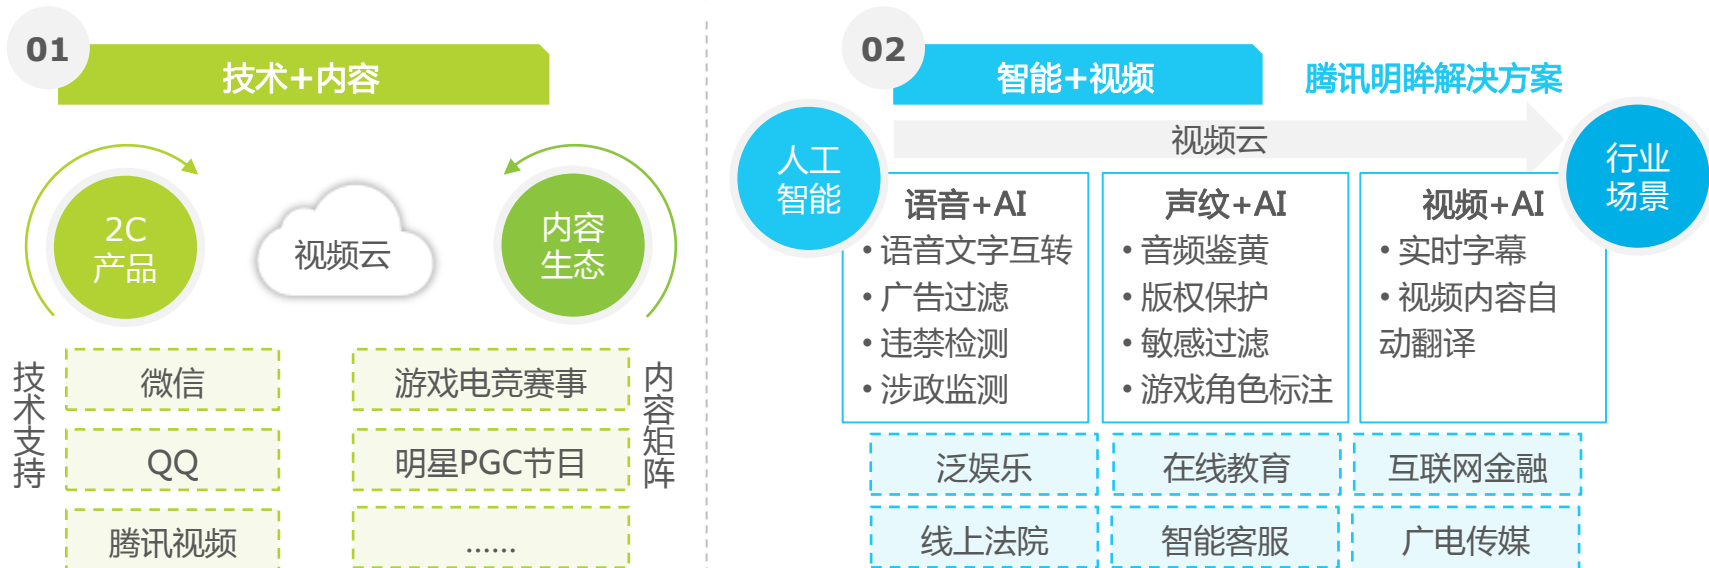 01
技术+内容
2C
产品
视频云
内容
生态
技术支持
微信
QQ
腾讯视频
游戏电竞赛事
明星PGC节目
......
内容矩阵
02
智能+视频
腾讯明眸解决方案
人工
智能
视频云
行业
场景
语音+AI
• 语音文字互转
• 广告过滤
• 违禁检测
• 涉政监测
声纹+AI
• 音频鉴黄
• 版权保护
• 敏感过滤
• 游戏角色标注
视频+AI
• 实时字幕
• 视频内容自
动翻译
泛娱乐
在线教育
互联网金融
线上法院
智能客服
广电传媒